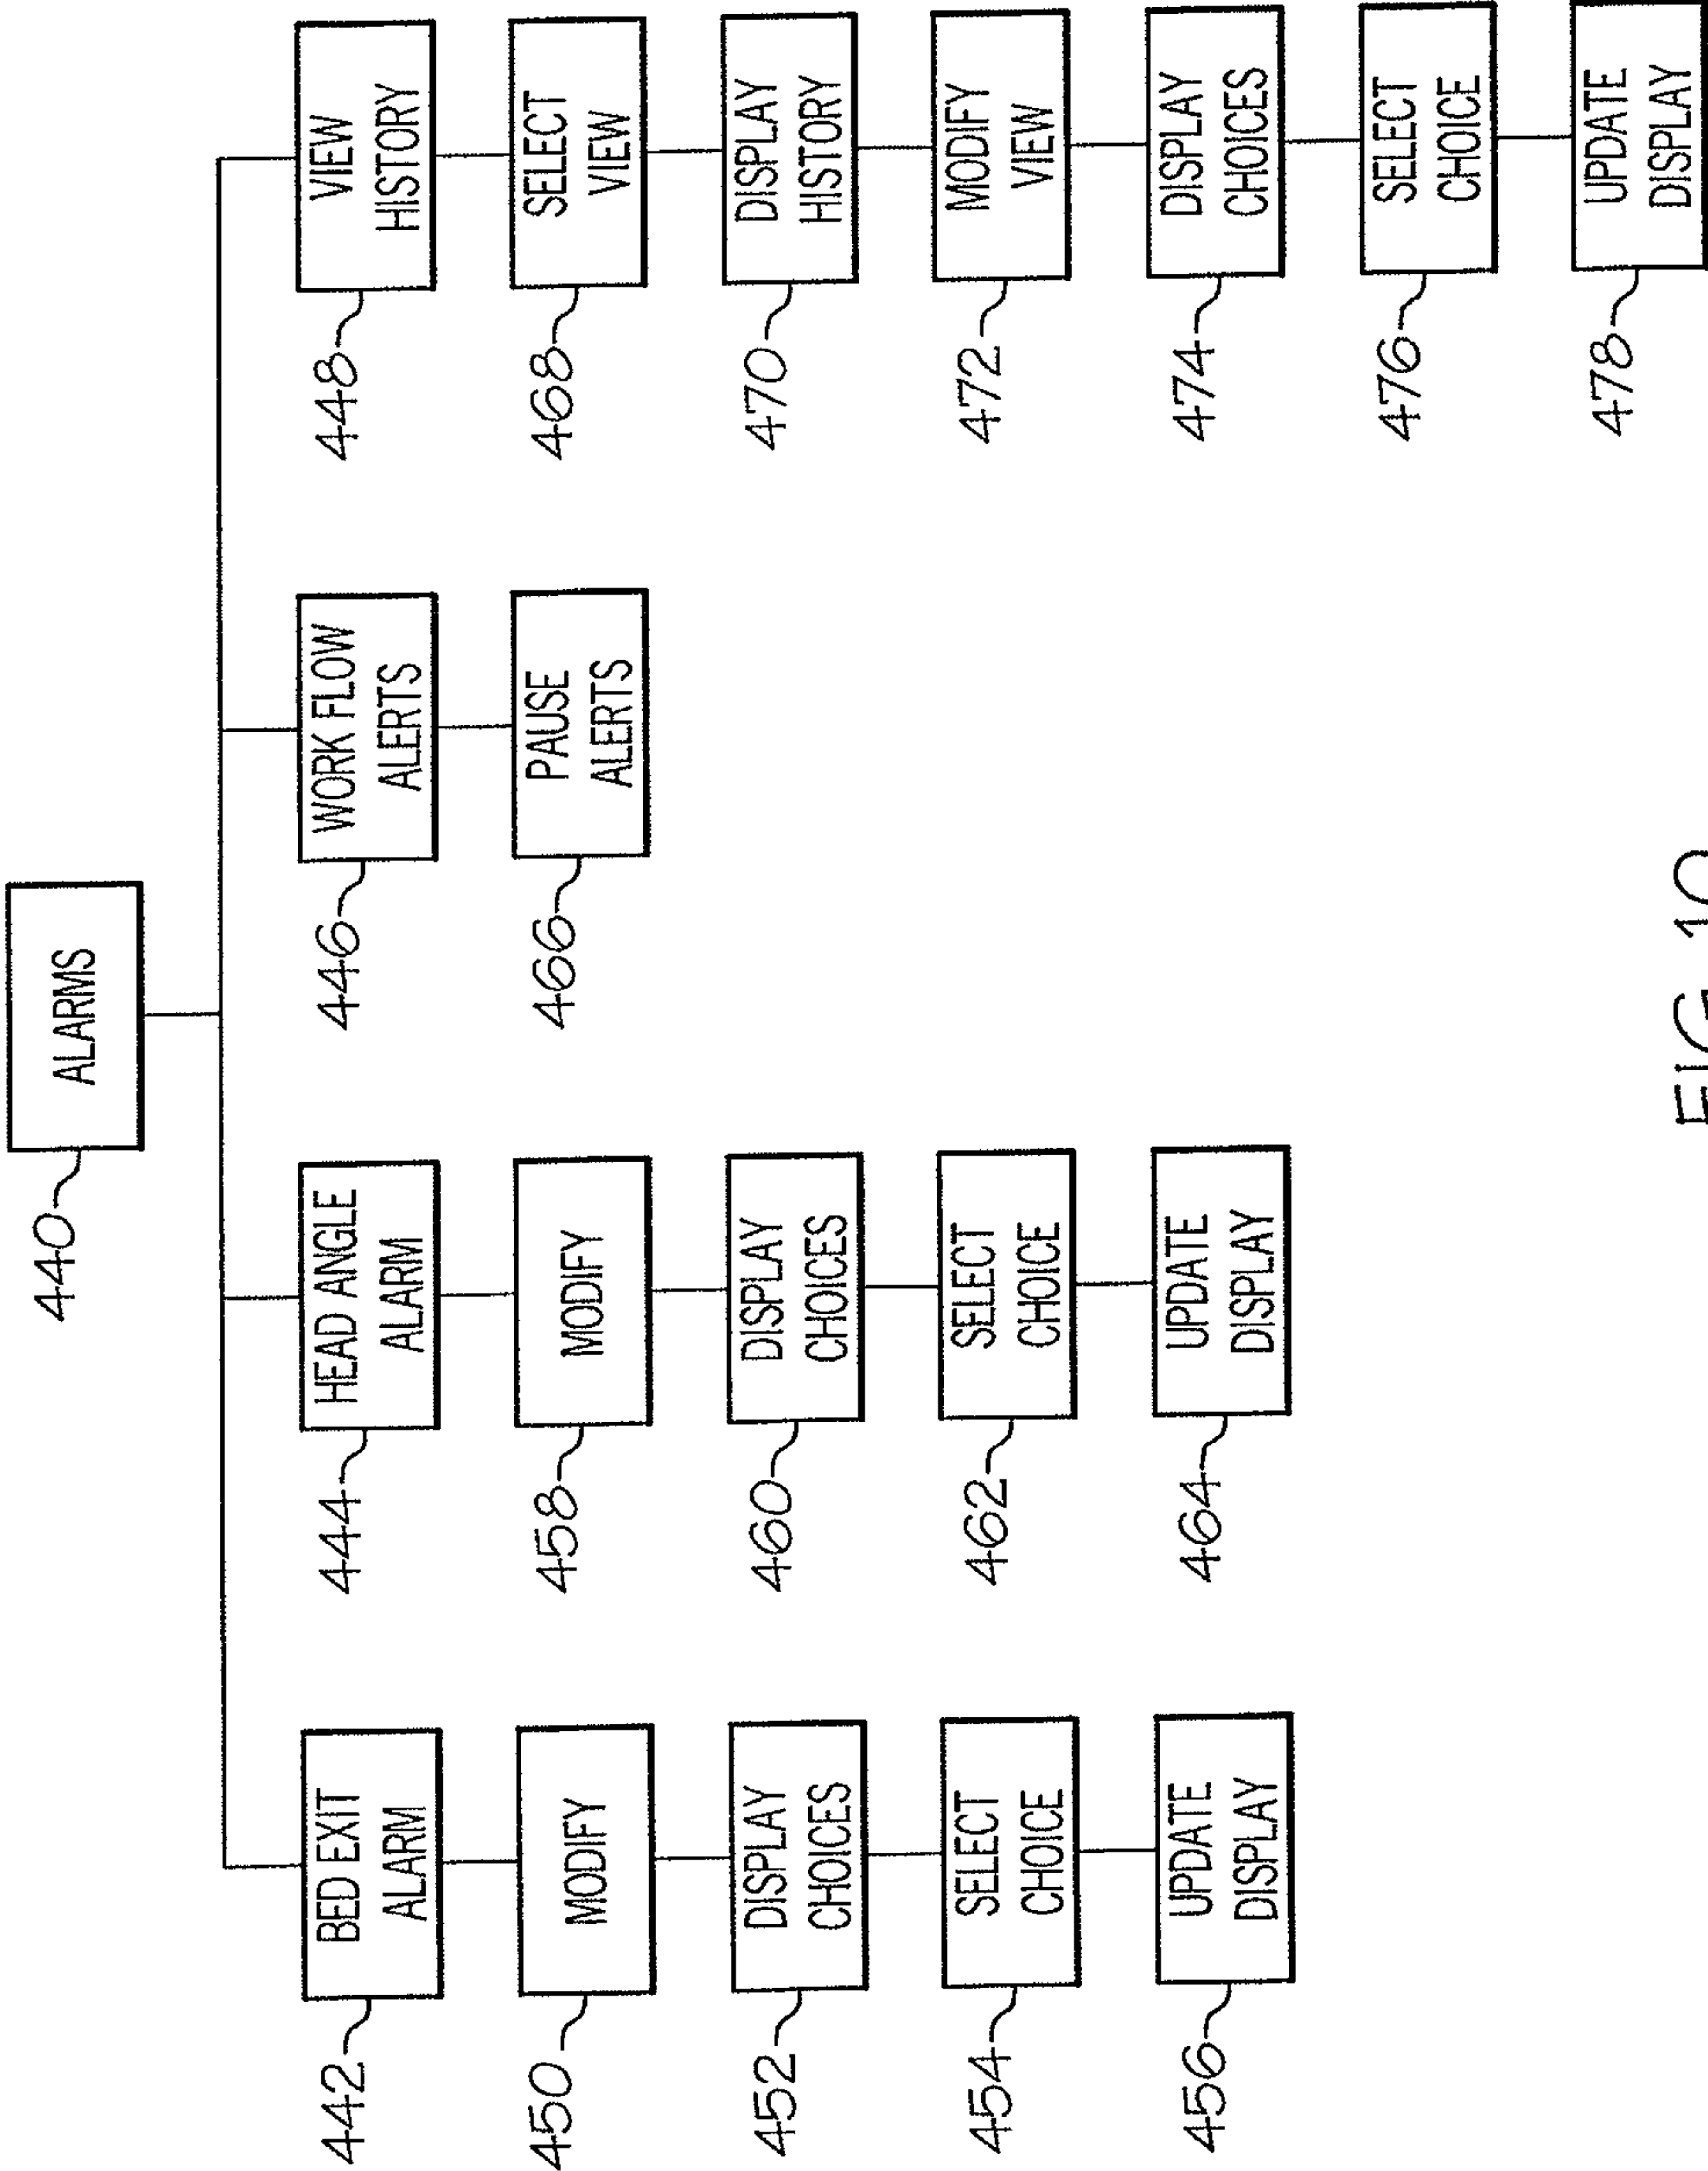 440
ALARMS
442
BED EXIT
ALARM
450
MODIFY
452
DISPLAY
CHOICES
454
SELECT
CHOICE
456
UPDATE
DISPLAY
444
HEAD ANGLE
ALARM
458
MODIFY
460
DISPLAY
CHOICES
462
SELECT
CHOICE
464
UPDATE
DISPLAY
446
WORK FLOW
ALERTS
466
PAUSE
ALERTS
448
VIEW
HISTORY
468
SELECT
VIEW
470
DISPLAY
HISTORY
472
MODIFY
VIEW
474
DISPLAY
CHOICES
476
SELECT
CHOICE
478
UPDATE
DISPLAY